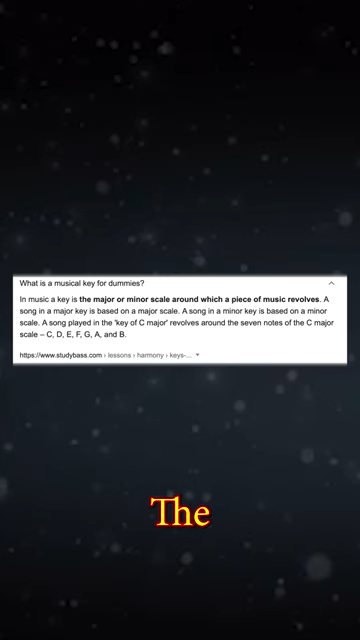 What is a musical key for dummies?
In music a key is the major or minor scale around which a piece of music revolves. A
song in a major key is based on a major scale. A song in a minor key is based on a minor
scale. A song played in the 'key of C major' revolves around the seven notes of the C major
scale – C, D, E, F, G, A, and B.
https://www.studybass.com › lessons › harmony › keys-...
The